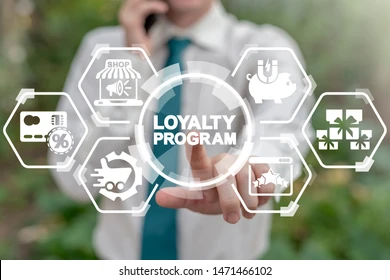 SHOP
LOYALTY
PROGRAM
%
shutterstock.com · 1471466102